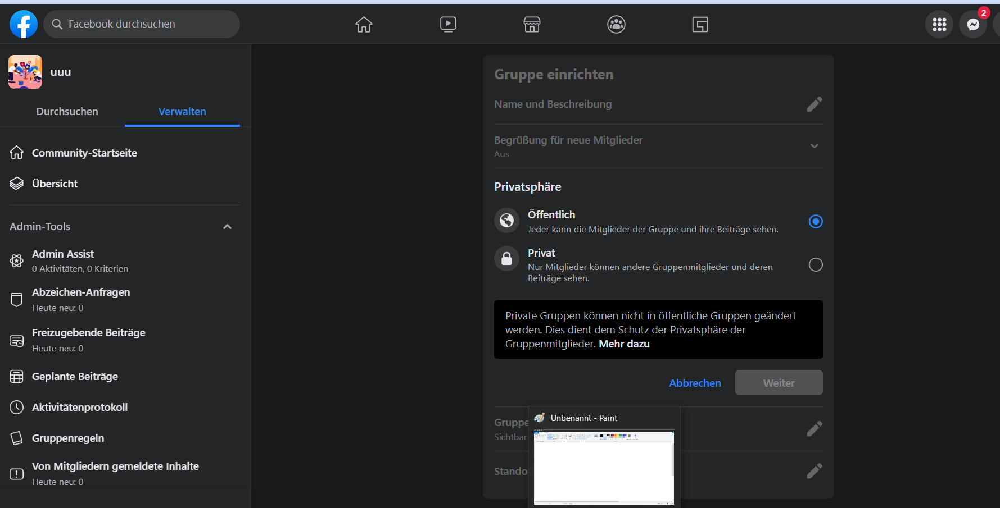 Facebook durchsuchen
2
uuu
Durchsuchen
Verwalten
Community-Startseite
Übersicht
Admin-Tools
Admin Assist
0 Aktivitäten, 0 Kriterien
Abzeichen-Anfragen
Heute neu: 0
Freizugebende Beiträge
Heute neu: 0
Geplante Beiträge
Aktivitätenprotokoll
Gruppenregeln
Von Mitgliedern gemeldete Inhalte
Heute neu: 0
Gruppe einrichten
Name und Beschreibung
Begrüßung für neue Mitglieder
Aus
Privatsphäre
Öffentlich
Jeder kann die Mitglieder der Gruppe und ihre Beiträge sehen.
Privat
Nur Mitglieder können andere Gruppenmitglieder und deren
Beiträge sehen.
Private Gruppen können nicht in öffentliche Gruppen geändert
werden. Dies dient dem Schutz der Privatsphäre der
Gruppenmitglieder. Mehr dazu
Abbrechen
Weiter
Gruppe
Sichtbar
Stando
Unbenannt - Paint